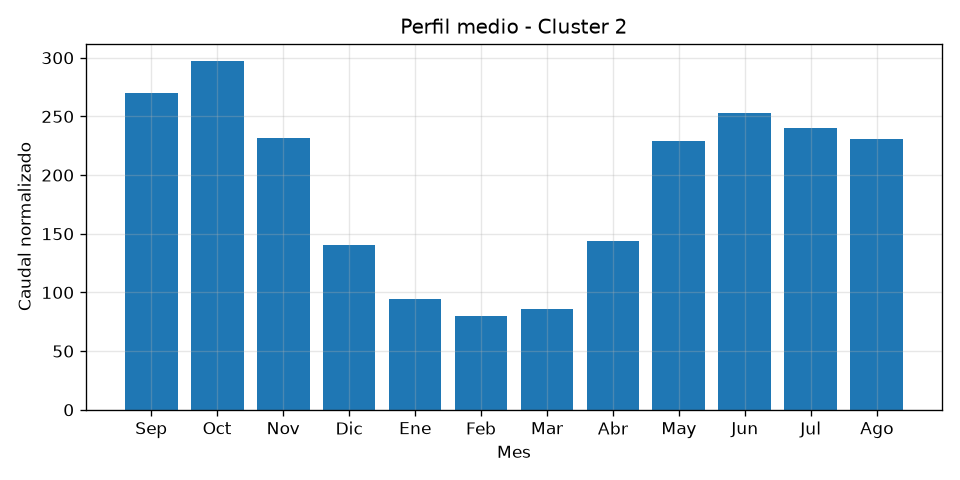 Perfil medio - Cluster 2
Caudal normalizado
300
250
200
150
100
50
0
Sep Oct Nov Dic Ene Feb Mar Abr May Jun Jul Ago
Mes